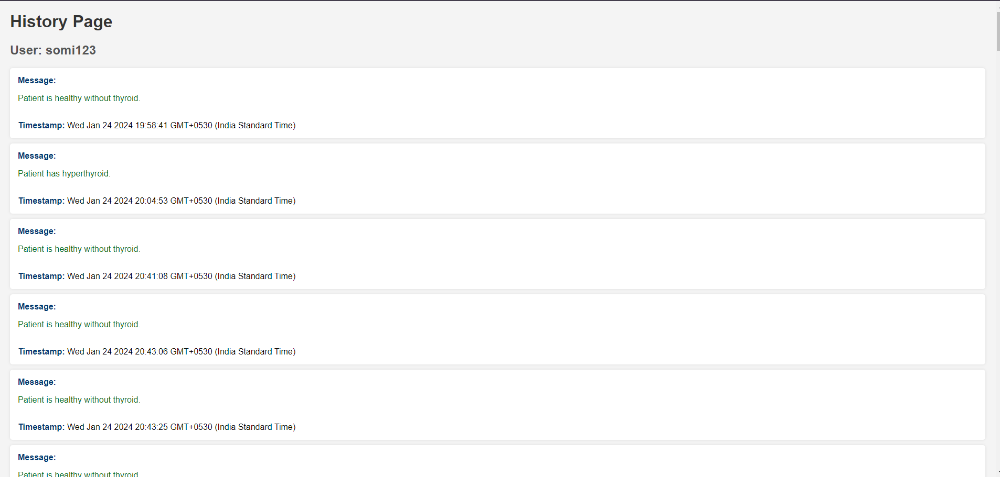 History Page
User: somi123
Message:
Patient is healthy without thyroid.
Timestamp: Wed Jan 24 2024 19:58:41 GMT+0530 (India Standard Time)
Message:
Patient has hyperthyroid.
Timestamp: Wed Jan 24 2024 20:04:53 GMT+0530 (India Standard Time)
Message:
Patient is healthy without thyroid.
Timestamp: Wed Jan 24 2024 20:41:08 GMT+0530 (India Standard Time)
Message:
Patient is healthy without thyroid.
Timestamp: Wed Jan 24 2024 20:43:06 GMT+0530 (India Standard Time)
Message:
Patient is healthy without thyroid.
Timestamp: Wed Jan 24 2024 20:43:25 GMT+0530 (India Standard Time)
Message:
Patient is healthy without thyroid.